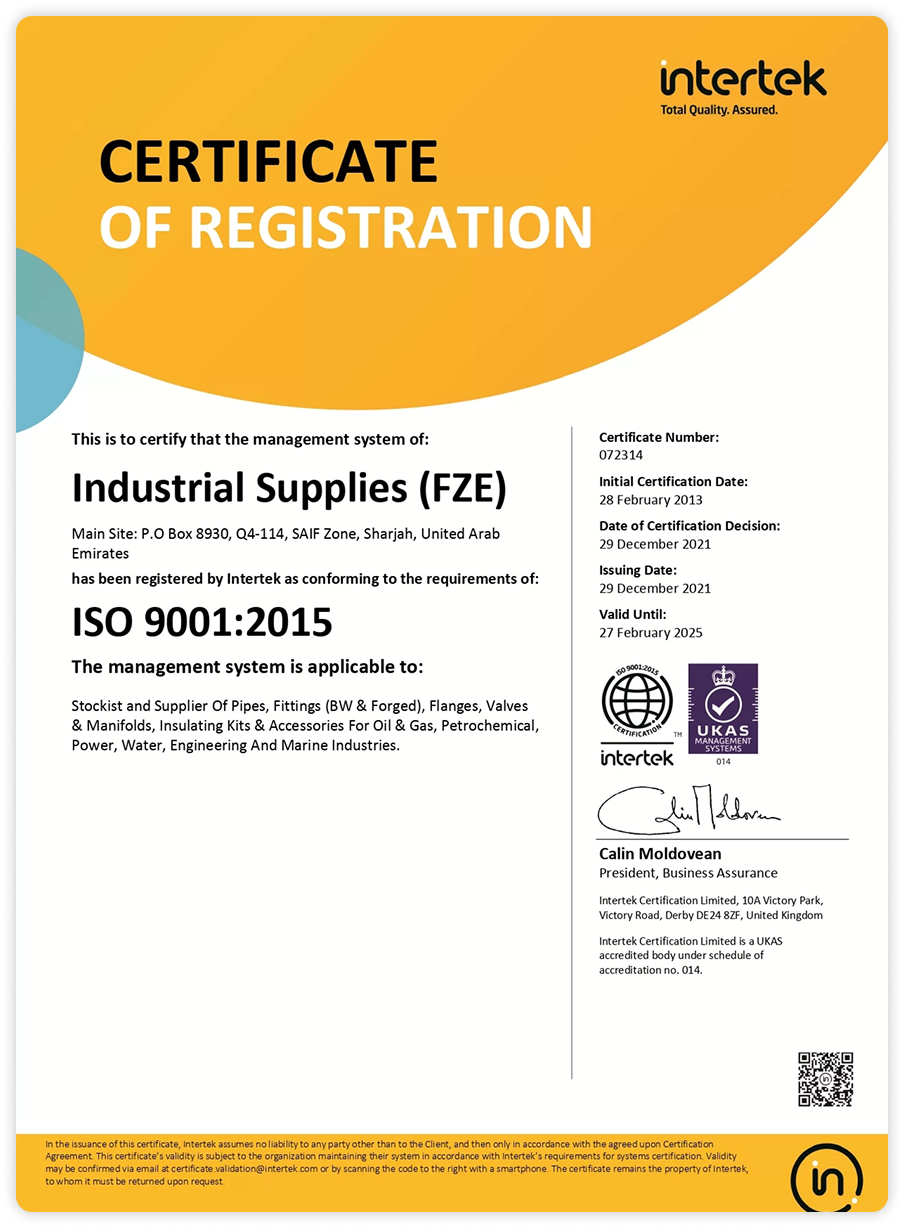 intertek
Total Quality. Assured.
CERTIFICATE
OF REGISTRATION
This is to certify that the management system of:
Industrial Supplies (FZE)
Main Site: P.O Box 8930, Q4-114, SAIF Zone, Sharjah, United Arab
Emirates
has been registered by Intertek as conforming to the requirements of:
ISO 9001:2015
The management system is applicable to:
Stockist and Supplier Of Pipes, Fittings (BW & Forged), Flanges, Valves
& Manifolds, Insulating Kits & Accessories For Oil & Gas, Petrochemical,
Power, Water, Engineering And Marine Industries.
Certificate Number:
072314
Initial Certification Date:
28 February 2013
Date of Certification Decision:
29 December 2021
Issuing Date:
29 December 2021
Valid Until:
27 February 2025
ISO 9001:2015
CERTIFICATION
TM
intertek
UKAS
MANAGEMENT
SYSTEMS
014
Calin Moldovean
Calin Moldovean
President, Business Assurance
Intertek Certification Limited, 10A Victory Park,
Victory Road, Derby DE24 8ZF, United Kingdom
Intertek Certification Limited is a UKAS
accredited body under schedule of
accreditation no. 014.
In the issuance of this certificate, Intertek assumes no liability to any party other than to the Client, and then only in accordance with the agreed upon Certification
Agreement. This certificate's validity is subject to the organization maintaining their system in accordance with Intertek's requirements for systems certification. Validity
may be confirmed via email at certificate.validation@intertek.com or by scanning the code to the right with a smartphone. The certificate remains the property of Intertek,
to whom it must be returned upon request.
in